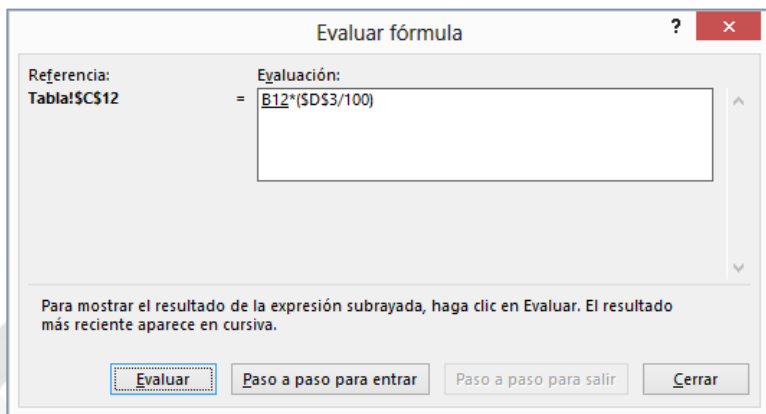 Evaluar fórmula
? ×
Referencia:
Evaluación:
Tabla!$C$12
= B12*($D$3/100)
Para mostrar el resultado de la expresión subrayada, haga clic en Evaluar. El resultado
más reciente aparece en cursiva.
Evaluar
Paso a paso para entrar
Paso a paso para salir
Cerrar